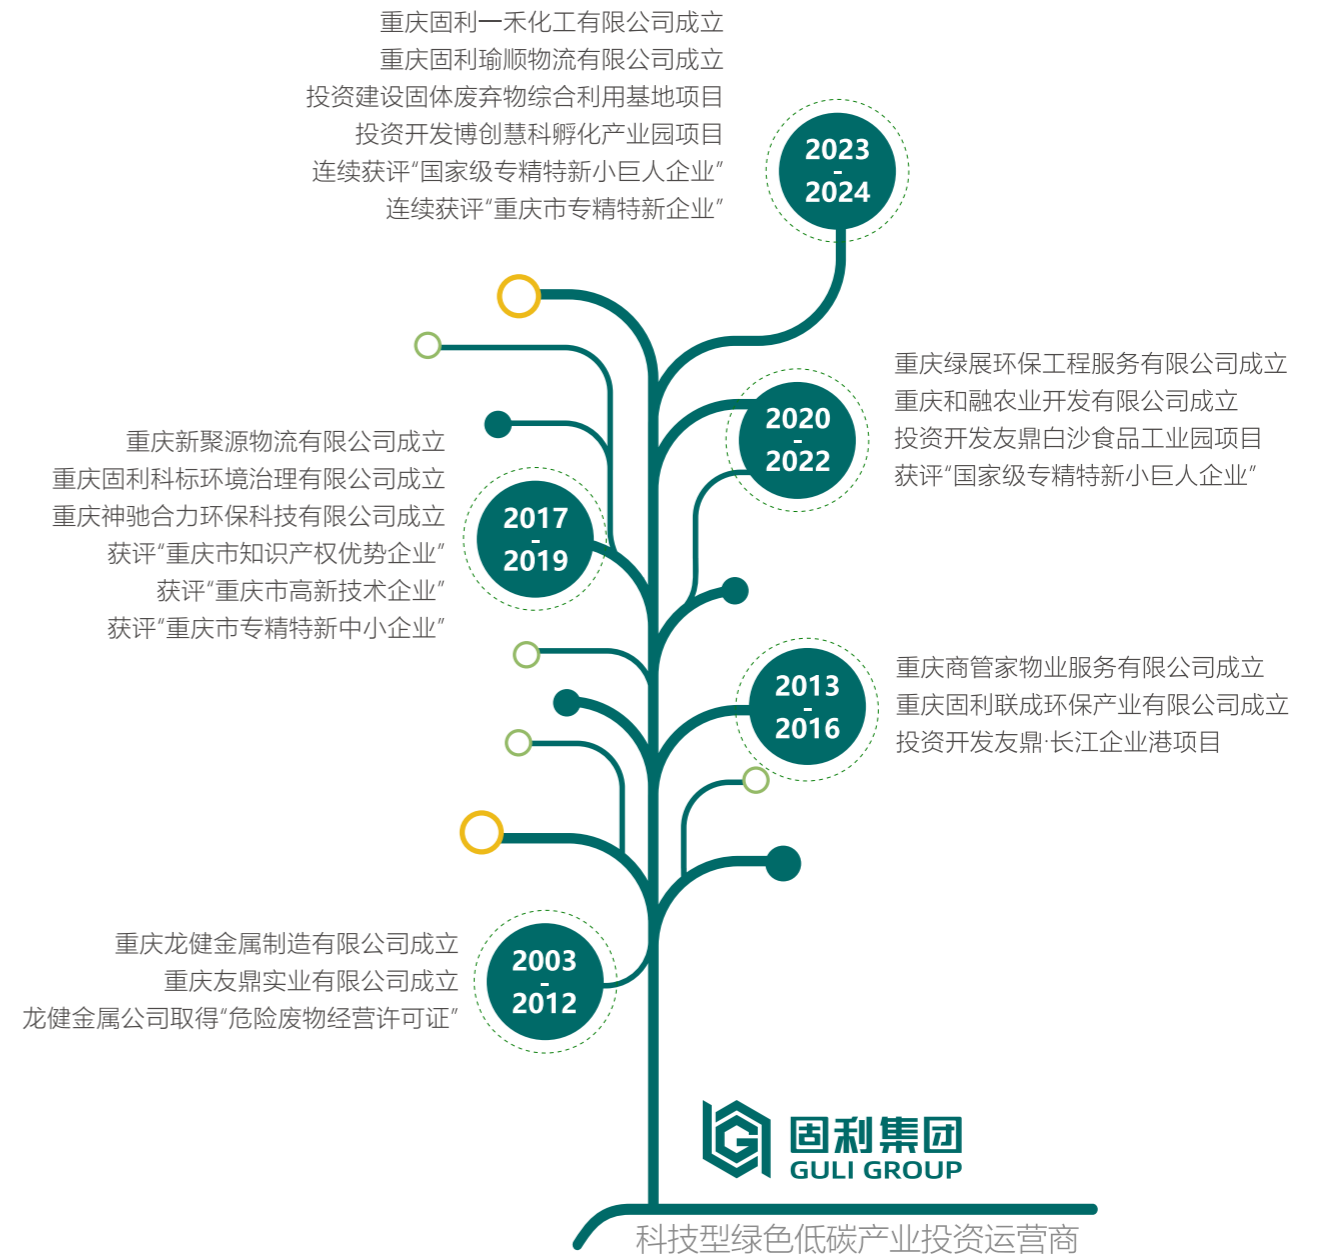 重庆固利一禾化工有限公司成立
重庆固利瑜顺物流有限公司成立
投资建设固体废弃物综合利用基地项目
投资开发博创慧科孵化产业园项目
连续获评“国家级专精特新小巨人企业”
连续获评“重庆市专精特新企业”
2023
-
2024
重庆绿展环保工程服务有限公司成立
重庆和融农业开发有限公司成立
投资开发友鼎白沙食品工业园项目
获评“国家级专精特新小巨人企业”
2020
-
2022
重庆新聚源物流有限公司成立
重庆固利科标环境治理有限公司成立
重庆神驰合力环保科技有限公司成立
获评“重庆市知识产权优势企业”
获评“重庆市高新技术企业”
获评“重庆市专精特新中小企业”
2017
-
2019
重庆商管家物业服务有限公司成立
重庆固利联成环保产业有限公司成立
投资开发友鼎·长江企业港项目
2013
-
2016
重庆龙健金属制造有限公司成立
重庆友鼎实业有限公司成立
龙健金属公司取得“危险废物经营许可证”
2003
-
2012
固利集团
GULI GROUP
科技型绿色低碳产业投资运营商